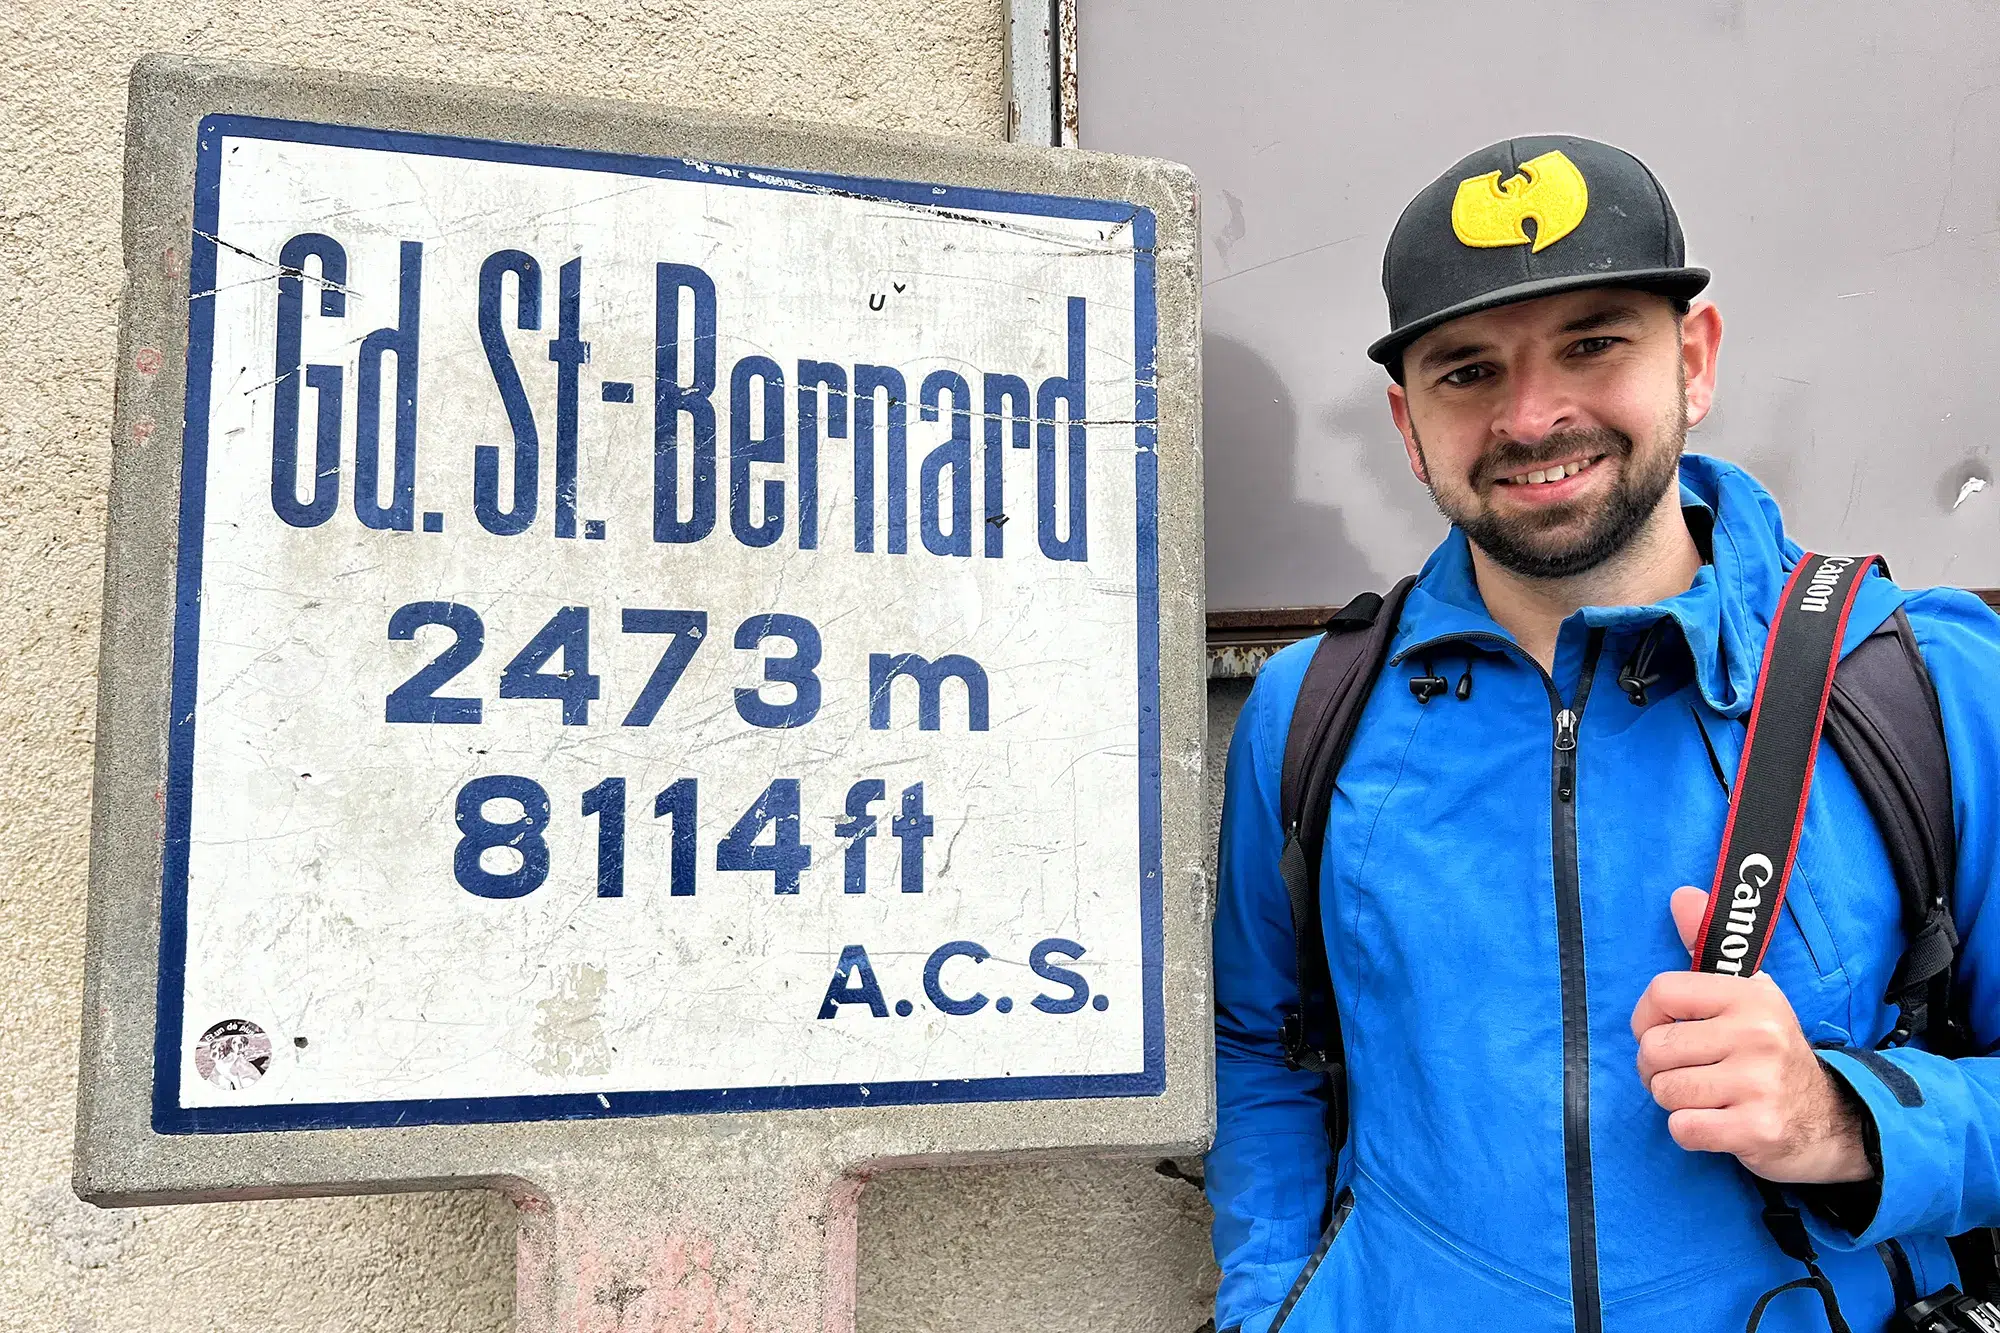 Gd. St.-Bernard
2473 m
8114 ft
A.C.S.
Canon
Canon